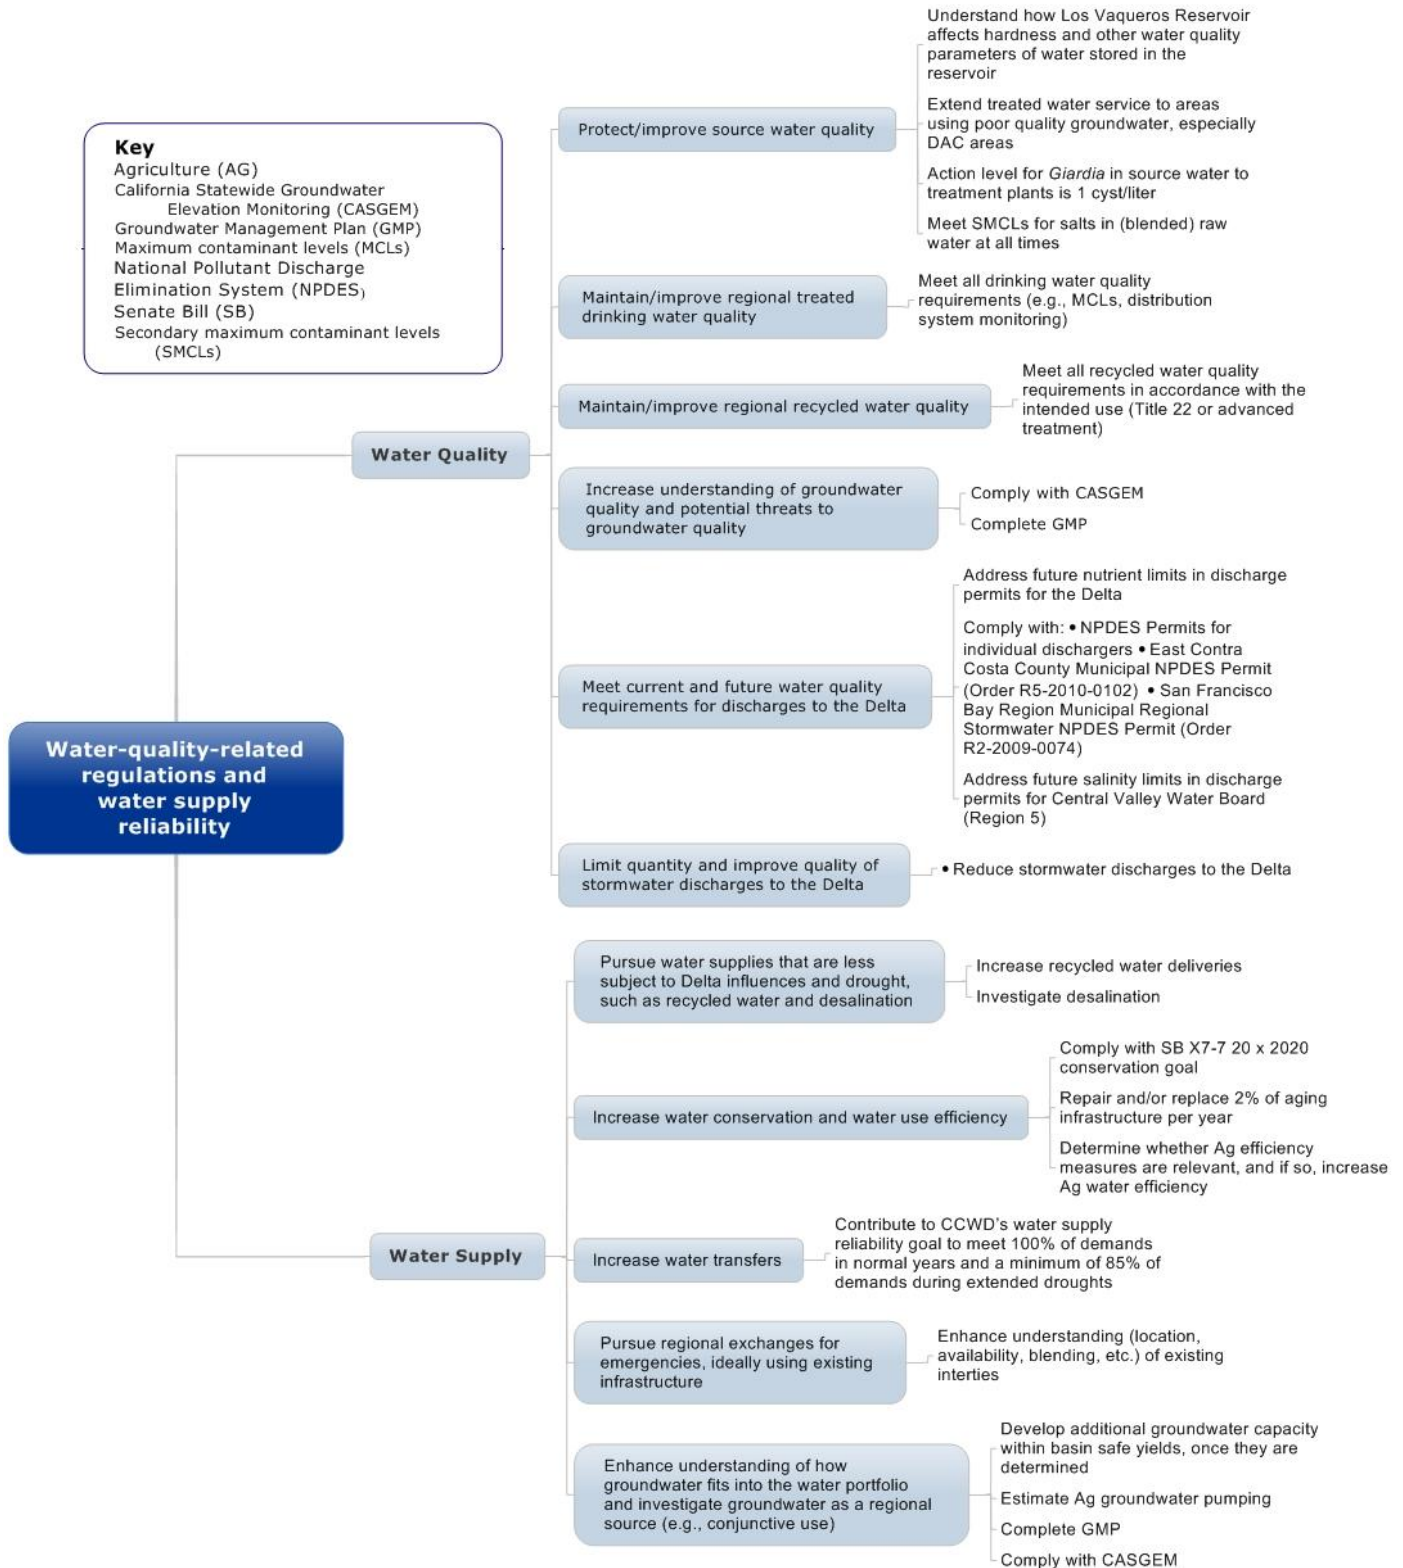 Understand how Los Vaqueros Reservoir
affects hardness and other water quality
parameters of water stored in the
reservoir
Extend treated water service to areas
using poor quality groundwater, especially
DAC areas
Action level for Giardia in source water to
treatment plants is 1 cyst/liter
Meet SMCLs for salts in (blended) raw
water at all times
Protect/improve source water quality
Key
Agriculture (AG)
California Statewide Groundwater
Elevation Monitoring (CASGEM)
Groundwater Management Plan (GMP)
Maximum contaminant levels (MCLs)
National Pollutant Discharge
Elimination System (NPDES)
Senate Bill (SB)
Secondary maximum contaminant levels
(SMCLs)
Maintain/improve regional treated
drinking water quality
Meet all drinking water quality
requirements (e.g., MCLs, distribution
system monitoring)
Maintain/improve regional recycled water quality
Meet all recycled water quality
requirements in accordance with the
intended use (Title 22 or advanced
treatment)
Water Quality
Increase understanding of groundwater
quality and potential threats to
groundwater quality
Comply with CASGEM
Complete GMP
Meet current and future water quality
requirements for discharges to the Delta
Address future nutrient limits in discharge
permits for the Delta
Comply with: • NPDES Permits for
individual dischargers • East Contra
Costa County Municipal NPDES Permit
(Order R5-2010-0102) • San Francisco
Bay Region Municipal Regional
Stormwater NPDES Permit (Order
R2-2009-0074)
Address future salinity limits in discharge
permits for Central Valley Water Board
(Region 5)
Water-quality-related
regulations and
water supply
reliability
Limit quantity and improve quality of
stormwater discharges to the Delta
• Reduce stormwater discharges to the Delta
Pursue water supplies that are less
subject to Delta influences and drought,
such as recycled water and desalination
Increase recycled water deliveries
Investigate desalination
Increase water conservation and water use efficiency
Comply with SB X7-7 20 x 2020
conservation goal
Repair and/or replace 2% of aging
infrastructure per year
Determine whether Ag efficiency
measures are relevant, and if so, increase
Ag water efficiency
Water Supply
Increase water transfers
Contribute to CCWD's water supply
reliability goal to meet 100% of demands
in normal years and a minimum of 85% of
demands during extended droughts
Pursue regional exchanges for
emergencies, ideally using existing
infrastructure
Enhance understanding (location,
availability, blending, etc.) of existing
interties
Enhance understanding of how
groundwater fits into the water portfolio
and investigate groundwater as a regional
source (e.g., conjunctive use)
Develop additional groundwater capacity
within basin safe yields, once they are
determined
Estimate Ag groundwater pumping
Complete GMP
Comply with CASGEM